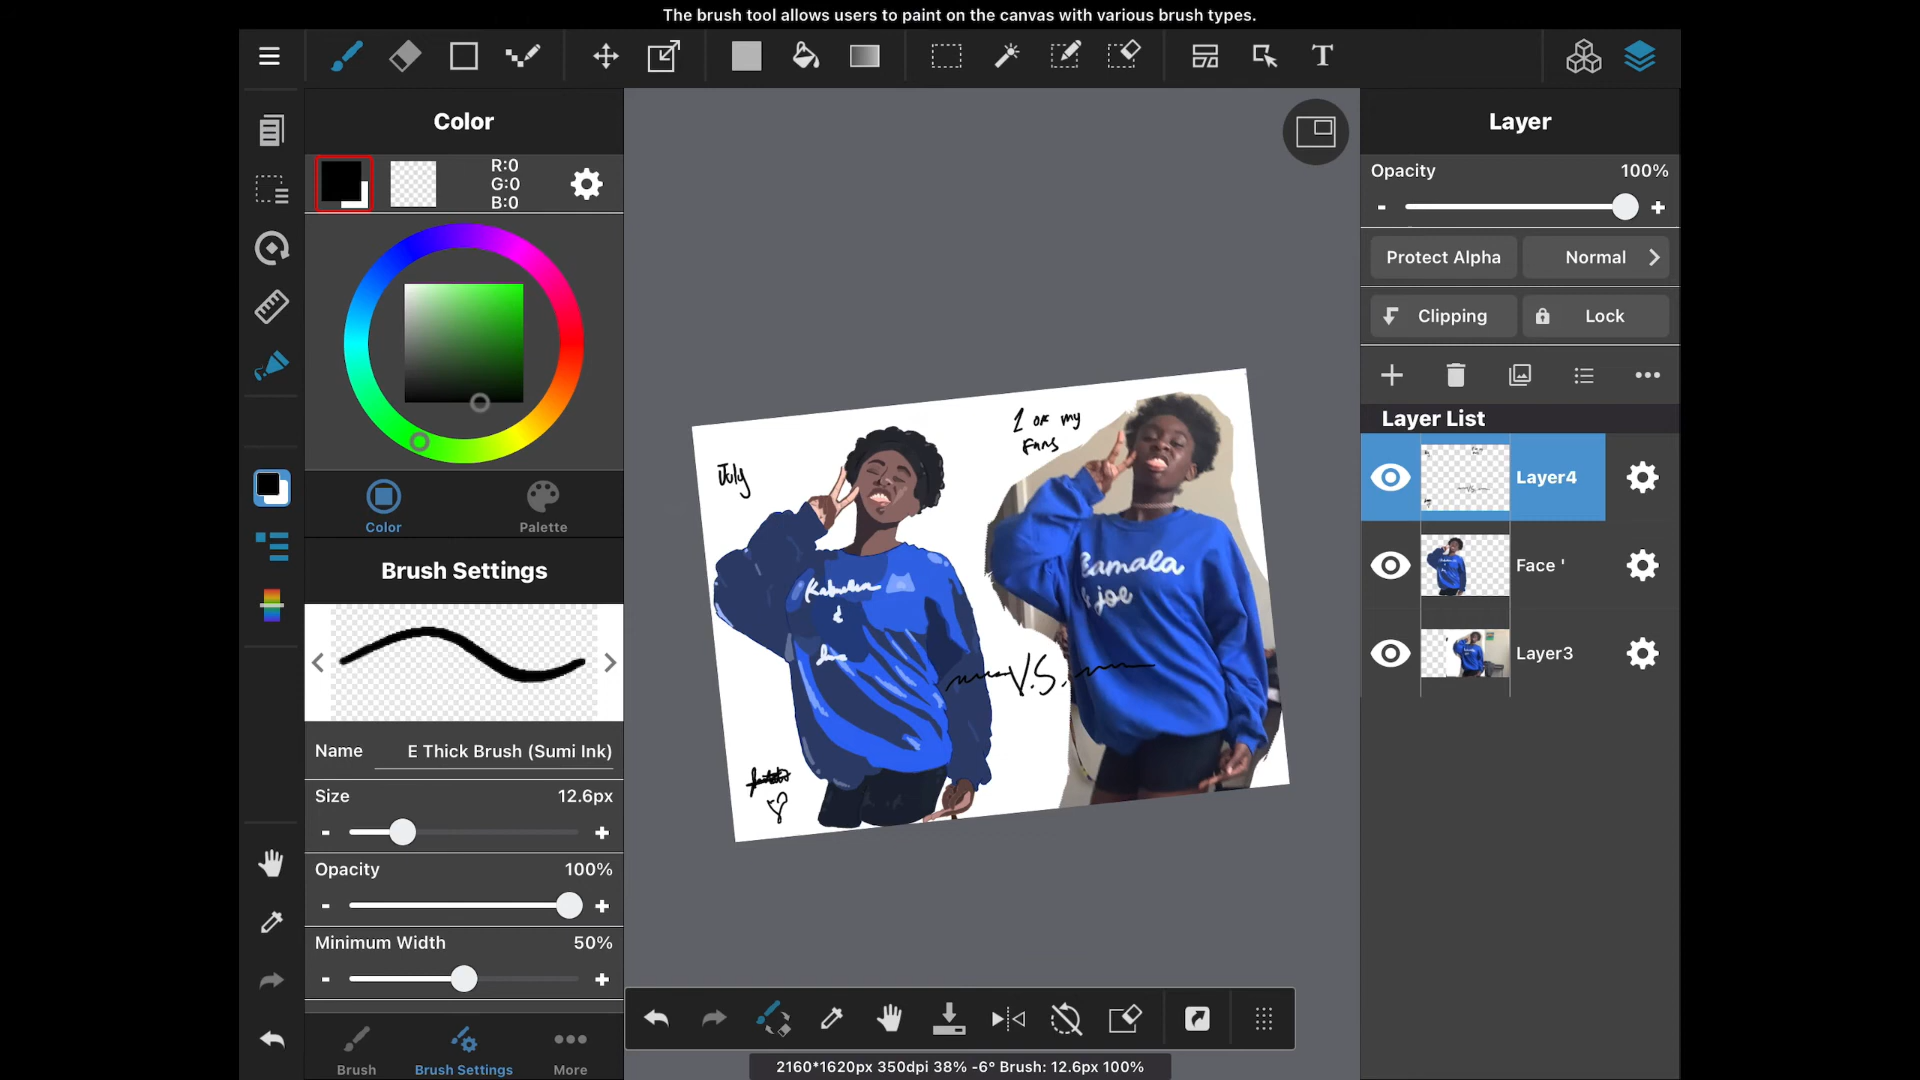 The brush tool allows users to paint on the canvas with various brush types.
T
Color
R:0
G:0
B:0
Color
Palette
Brush Settings
Name E Thick Brush (Sumi Ink)
Size 12.6px
- +
Opacity 100%
- +
Minimum Width 50%
- +
Brush
Brush Settings
More
July
1 OF my
FANS
Kamala
& joe
V.S.
2160*1620px 350dpi 38% -6° Brush: 12.6px 100%
Layer
Opacity 100%
- +
Protect Alpha
Normal
Clipping
Lock
Layer List
Layer4
Face '
Layer3